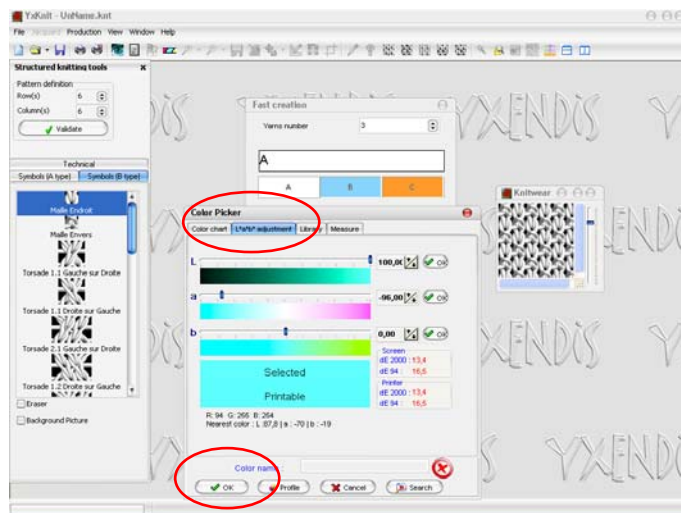 YxKnit - UnName.knt
File Jacquard Production View Window Help
Structured knitting tools
Pattern definition
Row(s) 6
Column(s) 6
Validate
Technical
Symbols (A type) Symbols (B type)
Maille Endroit
Maille Envers
Torsade 1.1 Gauche sur Droite
Torsade 1.1 Droite sur Gauche
Torsade 2.1 Gauche sur Droite
Torsade 1.2 Droite sur Gauche
Eraser
Background Picture
Fast creation
Yarns number 3
A
A B C
Knitwear
Color Picker
Color chart L*a*b* adjustment Library Measure
L 100,00 OK
a -96,00 OK
b 0,00 OK
Screen
dE 2000 : 13,4
dE 94 : 16,5
Printer
dE 2000 : 13,4
dE 94 : 16,5
Selected
Printable
R: 94 G: 255 B: 254
Nearest color : L :87,8 | a : -70 | b : -19
Color name :
OK Profile Cancel Search
YXENDIS
YXENDIS
YXENDIS